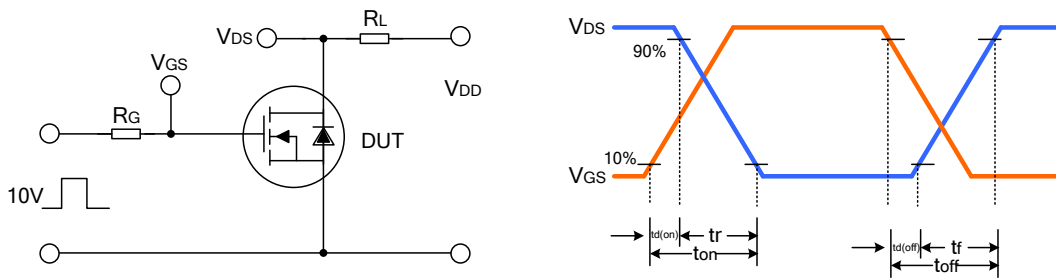 RL
VDS
VGS
VDD
RG
DUT
10V
VDS
90%
10%
VGS
td(on)
tr
ton
td(off)
tf
toff